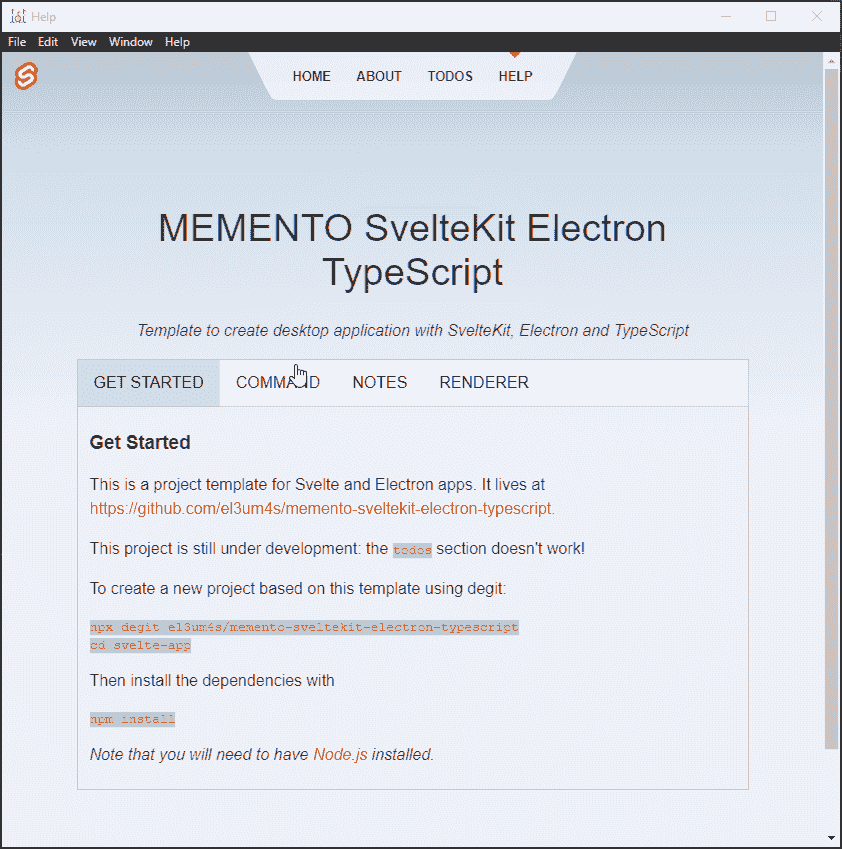 Help
File Edit View Window Help
HOME ABOUT TODOS HELP
MEMENTO SvelteKit Electron
TypeScript
Template to create desktop application with SvelteKit, Electron and TypeScript
GET STARTED COMMAND NOTES RENDERER
Get Started
This is a project template for Svelte and Electron apps. It lives at
https://github.com/el3um4s/memento-sveltekit-electron-typescript.
This project is still under development: the todos section doesn't work!
To create a new project based on this template using degit:
npx degit el3um4s/memento-sveltekit-electron-typescript
cd svelte-app
Then install the dependencies with
npm install
Note that you will need to have Node.js installed.